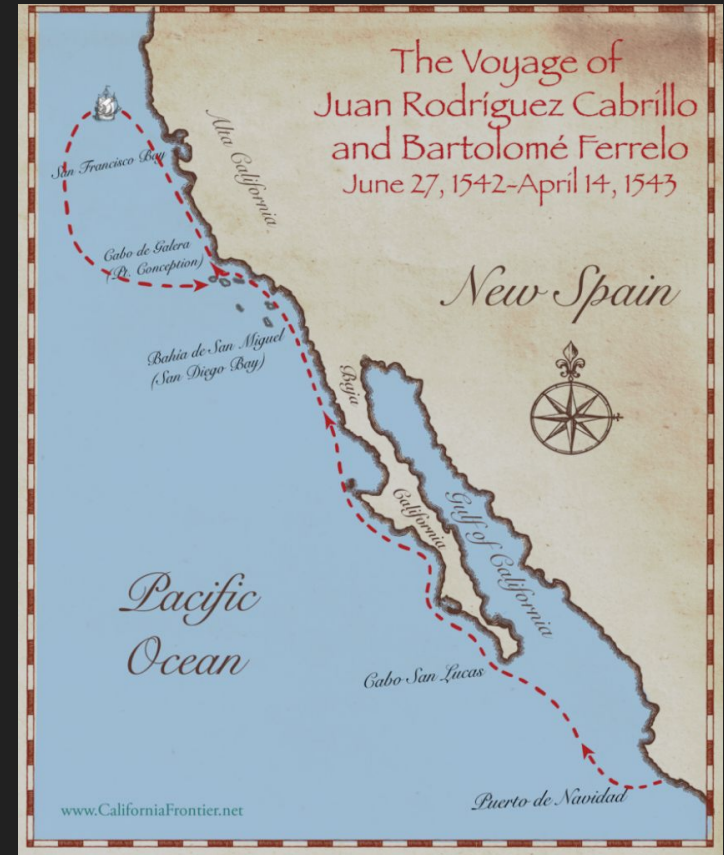 The Voyage of
Juan Rodríguez Cabrillo
and Bartolomé Ferrelo
June 27, 1542-April 14, 1543
Alta California
San Francisco Bay
Cabo de Galera
(Pt. Conception)
New Spain
Bahia de San Miguel
(San Diego Bay)
Baja
California
Gulf of California
Pacific
Ocean
Cabo San Lucas
Puerto de Navidad
www.CaliforniaFrontier.net